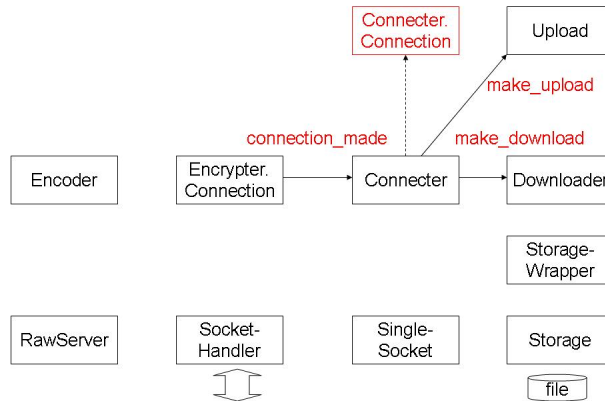 Connecter.
Connection
Upload
make_upload
connection_made
make_download
Encoder
Encrypter.
Connection
Connecter
Downloader
Storage-
Wrapper
RawServer
Socket-
Handler
Single-
Socket
Storage
file